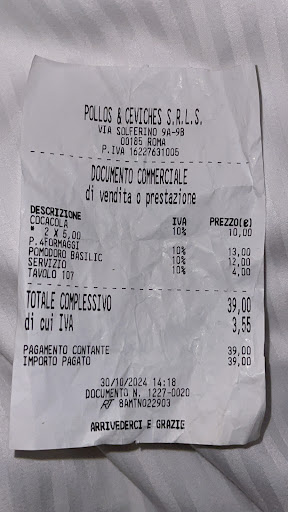 POLLOS & CEVICHES S.R.L.S.
VIA SOLFERINO 9A-9B
00185 ROMA
P.IVA 16227631005
DOCUMENTO COMMERCIALE
di vendita o prestazione
DESCRIZIONE IVA PREZZO(€)
COCACOLA 10% 10,00
* 2 X 5,00
P.4FORMAGGI 10% 13,00
POMODORO BASILIC 10% 12,00
SERVIZIO 10% 4,00
TAVOLO 107
TOTALE COMPLESSIVO 39,00
di cui IVA 3,55
PAGAMENTO CONTANTE 39,00
IMPORTO PAGATO 39,00
30/10/2024 14:18
DOCUMENTO N. 1227-0020
RT 8AMTN022903
ARRIVEDERCI E GRAZIE